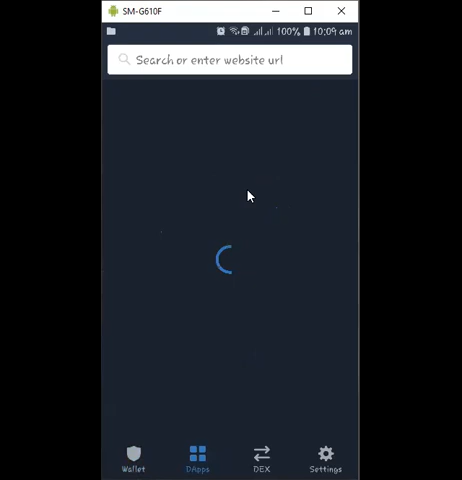 SM-G610F
100% 10:09 am
Search or enter website url
Wallet DApps DEX Settings